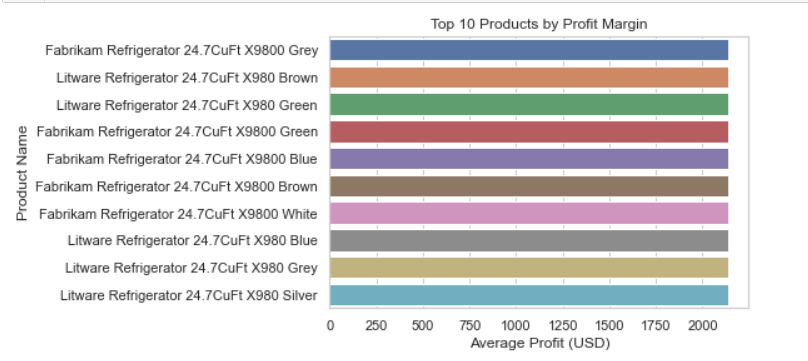 Top 10 Products by Profit Margin
Product Name
Fabrikam Refrigerator 24.7CuFt X9800 Grey
Litware Refrigerator 24.7CuFt X980 Brown
Litware Refrigerator 24.7CuFt X980 Green
Fabrikam Refrigerator 24.7CuFt X9800 Green
Fabrikam Refrigerator 24.7CuFt X9800 Blue
Fabrikam Refrigerator 24.7CuFt X9800 Brown
Fabrikam Refrigerator 24.7CuFt X9800 White
Litware Refrigerator 24.7CuFt X980 Blue
Litware Refrigerator 24.7CuFt X980 Grey
Litware Refrigerator 24.7CuFt X980 Silver
0 250 500 750 1000 1250 1500 1750 2000
Average Profit (USD)